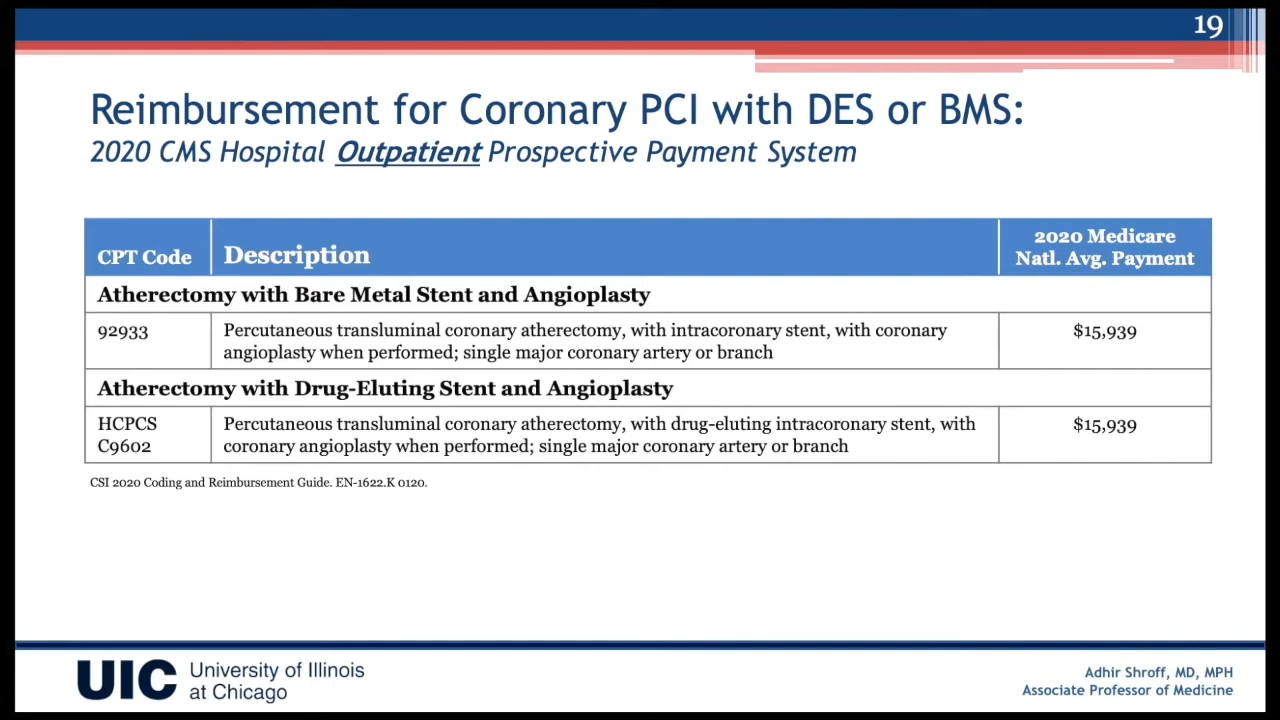 19
Reimbursement for Coronary PCI with DES or BMS:
2020 CMS Hospital Outpatient Prospective Payment System
CPT Code
Description
2020 Medicare
Natl. Avg. Payment
Atherectomy with Bare Metal Stent and Angioplasty
92933
Percutaneous transluminal coronary atherectomy, with intracoronary stent, with coronary
angioplasty when performed; single major coronary artery or branch
$15,939
Atherectomy with Drug-Eluting Stent and Angioplasty
HCPCS
C9602
Percutaneous transluminal coronary atherectomy, with drug-eluting intracoronary stent, with
coronary angioplasty when performed; single major coronary artery or branch
$15,939
CSI 2020 Coding and Reimbursement Guide. EN-1622.K 0120.
UIC
University of Illinois
at Chicago
Adhir Shroff, MD, MPH
Associate Professor of Medicine